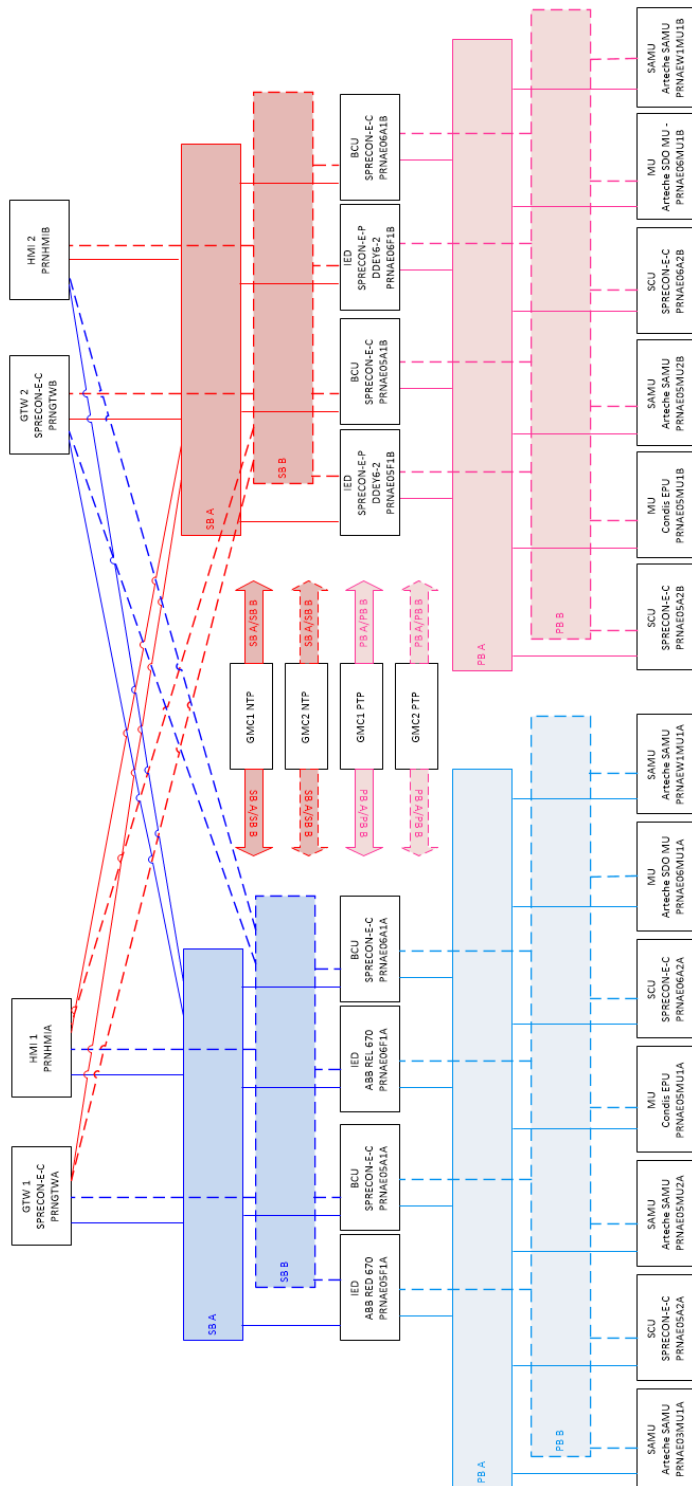 GTW 1
SPRECON-E-C
PRNGTWA
HMI 1
PRNHMIA
GTW 2
SPRECON-E-C
PRNGTWB
HMI 2
PRNHMIB
SB A
SB A
SB A/SB B
GMC1 NTP
SB A/SB B
SB B
SB B
SB A/SB B
GMC2 NTP
SB A/SB B
IED
ABB RED 670
PRNAE05F1A
BCU
SPRECON-E-C
PRNAE05A1A
IED
ABB REL 670
PRNAE06F1A
BCU
SPRECON-E-C
PRNAE06A1A
PB A/PB B
GMC1 PTP
PB A/PB B
IED
SPRECON-E-P
DDEY6-2
PRNAE05F1B
BCU
SPRECON-E-C
PRNAE05A1B
IED
SPRECON-E-P
DDEY6-2
PRNAE06F1B
BCU
SPRECON-E-C
PRNAE06A1B
PB A/PB B
GMC2 PTP
PB A/PB B
PB A
PB A
PB B
PB B
SAMU
Arteche SAMU
PRNAE03MU1A
SCU
SPRECON-E-C
PRNAE05A2A
SAMU
Arteche SAMU
PRNAE05MU2A
MU
Condis EPU
PRNAE05MU1A
SCU
SPRECON-E-C
PRNAE06A2A
MU
Arteche SDO MU
PRNAE06MU1A
SAMU
Arteche SAMU
PRNAEW1MU1A
SCU
SPRECON-E-C
PRNAE05A2B
MU
Condis EPU
PRNAE05MU1B
SAMU
Arteche SAMU
PRNAE05MU2B
SCU
SPRECON-E-C
PRNAE06A2B
MU
Arteche SDO MU -
PRNAE06MU1B
SAMU
Arteche SAMU
PRNAEW1MU1B